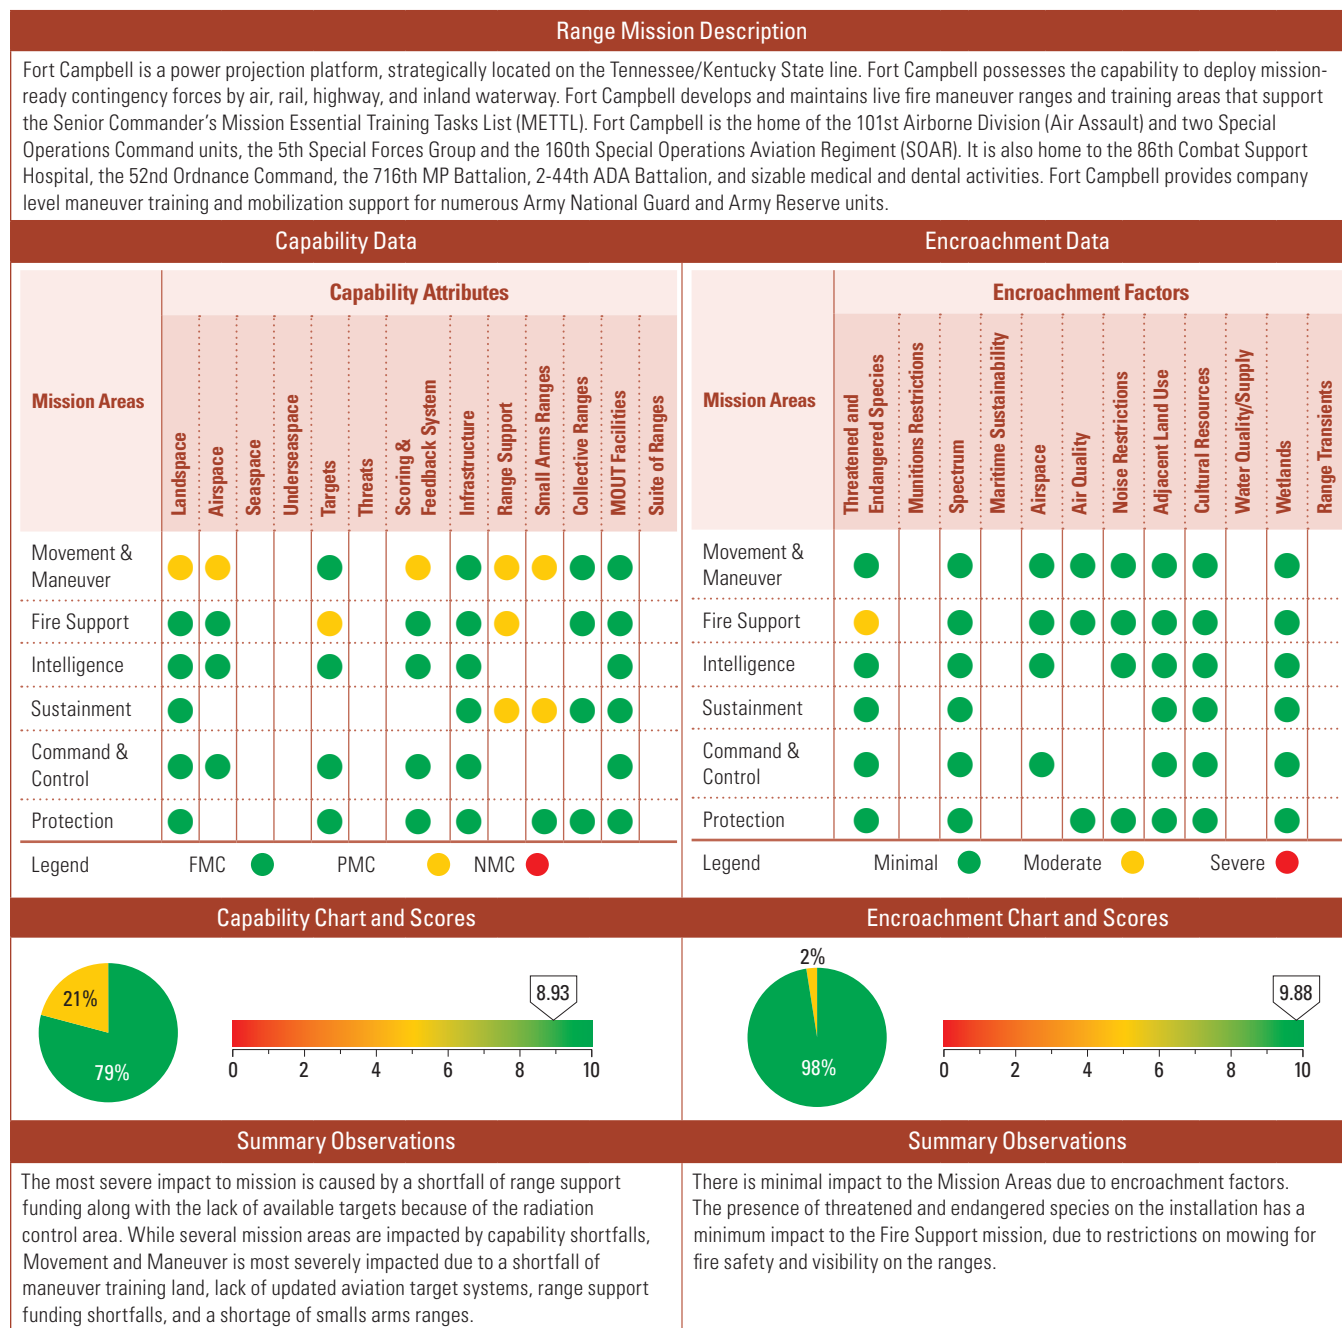 Range Mission Description
Fort Campbell is a power projection platform, strategically located on the Tennessee/Kentucky State line. Fort Campbell possesses the capability to deploy mission-
ready contingency forces by air, rail, highway, and inland waterway. Fort Campbell develops and maintains live fire maneuver ranges and training areas that support
the Senior Commander's Mission Essential Training Tasks List (METTL). Fort Campbell is the home of the 101st Airborne Division (Air Assault) and two Special
Operations Command units, the 5th Special Forces Group and the 160th Special Operations Aviation Regiment (SOAR). It is also home to the 86th Combat Support
Hospital, the 52nd Ordnance Command, the 716th MP Battalion, 2-44th ADA Battalion, and sizable medical and dental activities. Fort Campbell provides company
level maneuver training and mobilization support for numerous Army National Guard and Army Reserve units.
Capability Data
Mission Areas
Capability Attributes
Landspace
Airspace
Seaspace
Underseaspace
Targets
Threats
Scoring &
Feedback System
Infrastructure
Range Support
Small Arms Ranges
Collective Ranges
MOUT Facilities
Suite of Ranges
Movement &
Maneuver
Fire Support
Intelligence
Sustainment
Command &
Control
Protection
Legend FMC PMC NMC
Encroachment Data
Mission Areas
Encroachment Factors
Threatened and
Endangered Species
Munitions Restrictions
Spectrum
Maritime Sustainability
Airspace
Air Quality
Noise Restrictions
Adjacent Land Use
Cultural Resources
Water Quality/Supply
Wetlands
Range Transients
Movement &
Maneuver
Fire Support
Intelligence
Sustainment
Command &
Control
Protection
Legend Minimal Moderate Severe
Capability Chart and Scores
21%
79%
8.93
0 2 4 6 8 10
Encroachment Chart and Scores
2%
98%
9.88
0 2 4 6 8 10
Summary Observations
The most severe impact to mission is caused by a shortfall of range support
funding along with the lack of available targets because of the radiation
control area. While several mission areas are impacted by capability shortfalls,
Movement and Maneuver is most severely impacted due to a shortfall of
maneuver training land, lack of updated aviation target systems, range support
funding shortfalls, and a shortage of smalls arms ranges.
Summary Observations
There is minimal impact to the Mission Areas due to encroachment factors.
The presence of threatened and endangered species on the installation has a
minimum impact to the Fire Support mission, due to restrictions on mowing for
fire safety and visibility on the ranges.